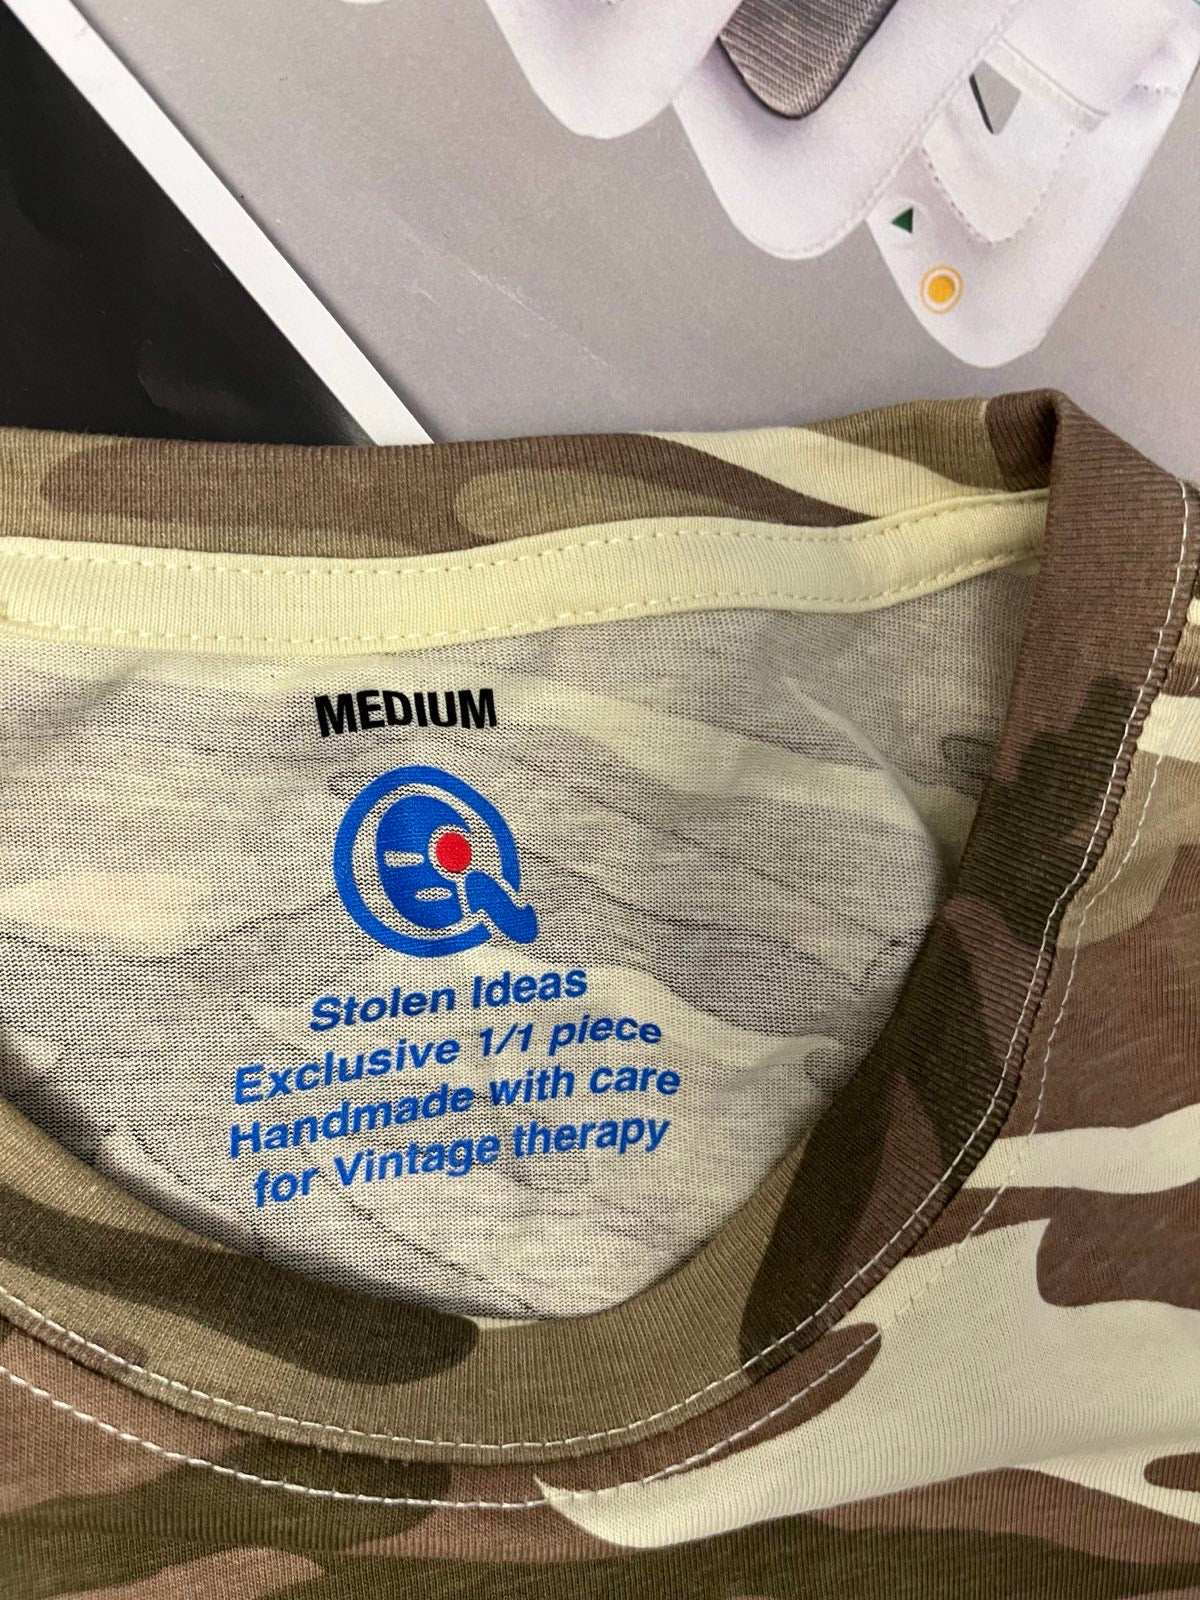 MEDIUM
Stolen Ideas
Exclusive 1/1 piece
Handmade with care
for Vintage therapy